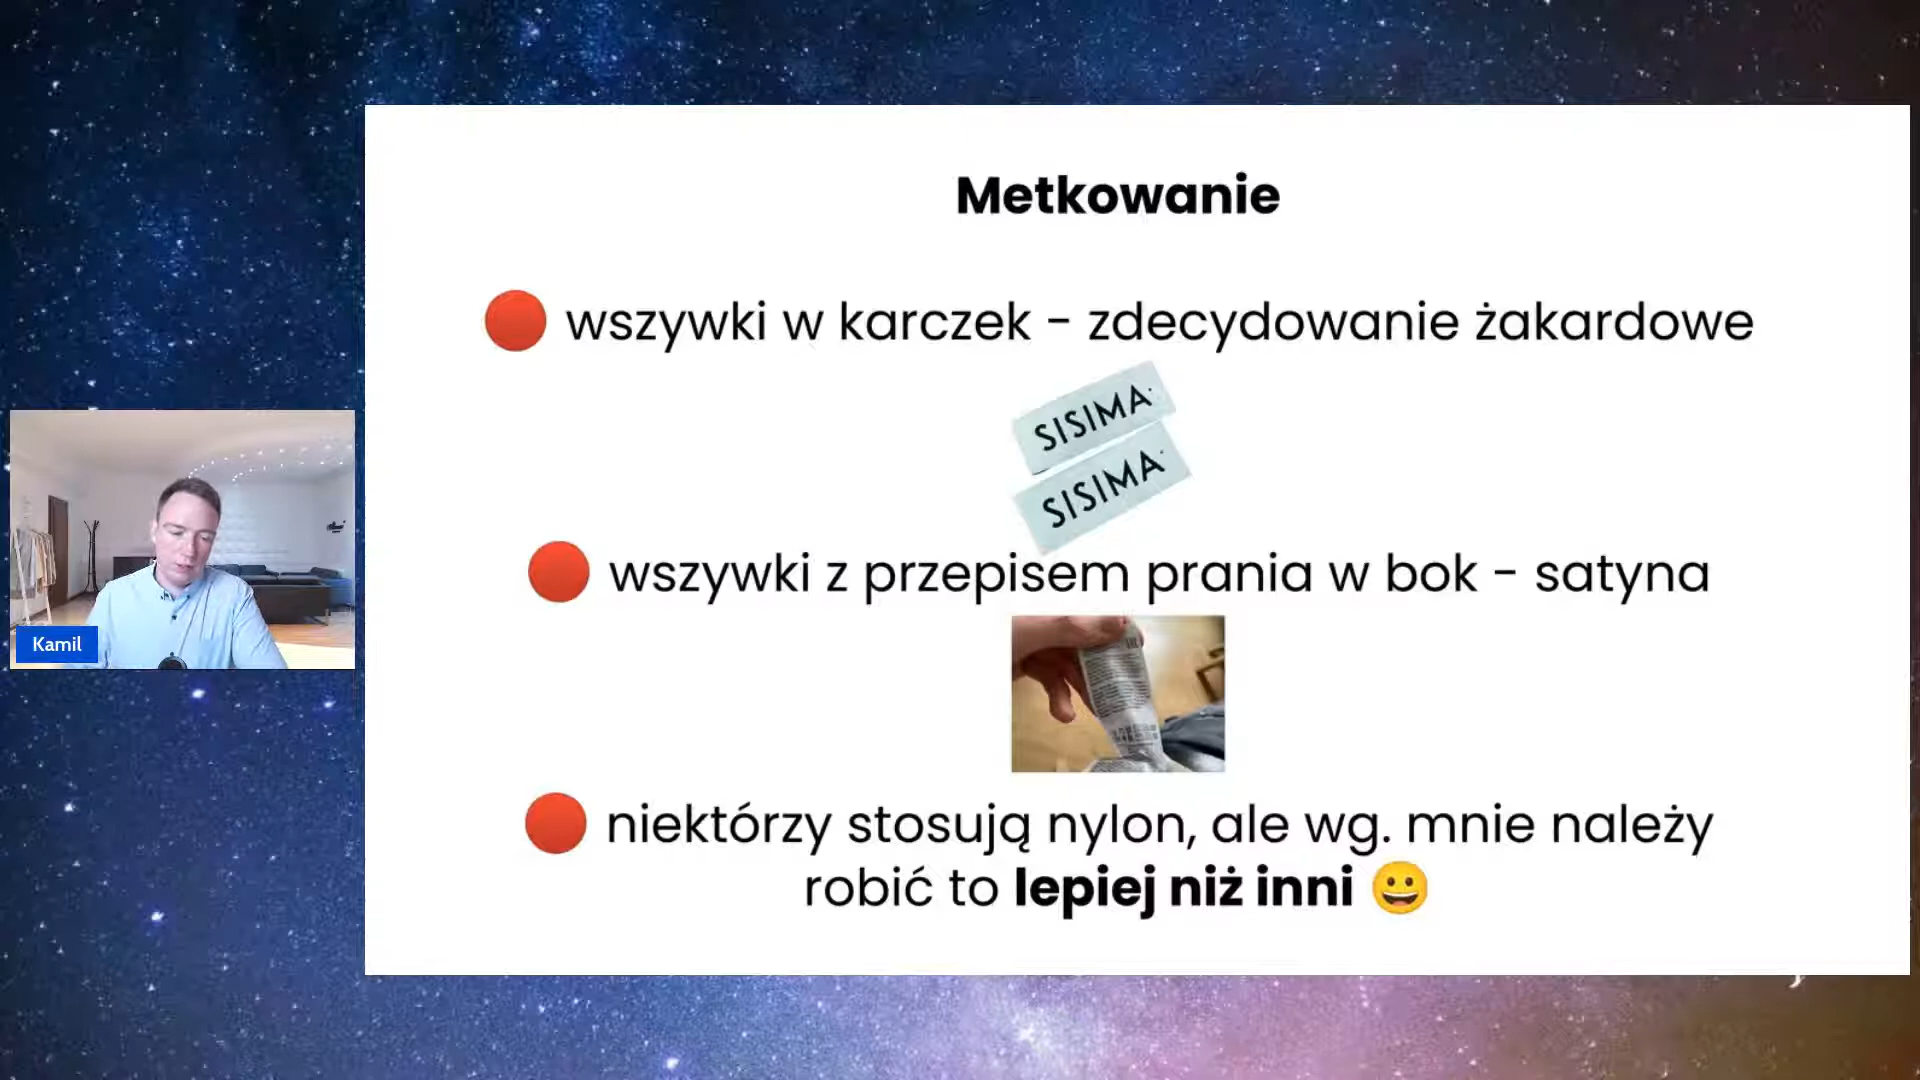 Metkowanie
wszywki w karczek - zdecydowanie żakardowe
SISIMA
SISIMA
wszywki z przepisem prania w bok - satyna
niektórzy stosują nylon, ale wg. mnie należy
robić to lepiej niż inni 😀
Kamil